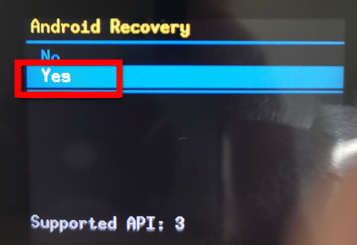 Android Recovery
No
Yes
Supported API: 3